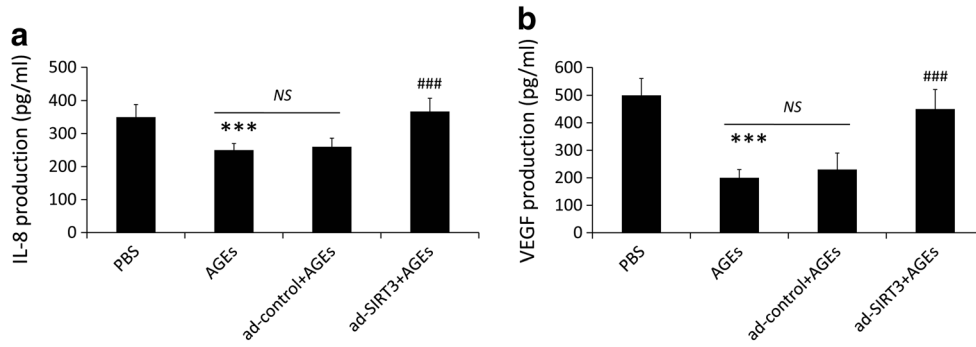 a
IL-8 production (pg/ml)
500
400
300
200
100
0
***
NS
###
PBS
AGEs
ad-control+AGEs
ad-SIRT3+AGEs
b
VEGF production (pg/ml)
600
500
400
300
200
100
0
***
NS
###
PBS
AGEs
ad-control+AGEs
ad-SIRT3+AGEs